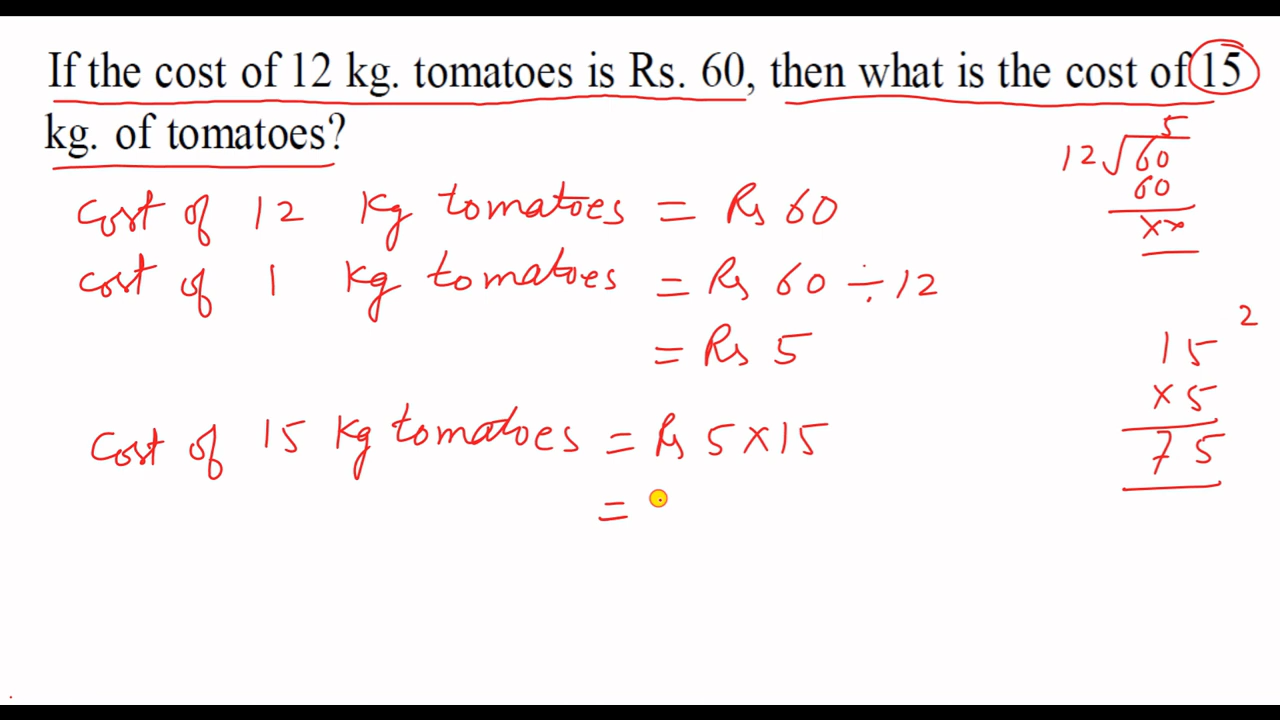 If the cost of 12 kg. tomatoes is Rs. 60, then what is the cost of 15
kg. of tomatoes?
Cost of 12 kg tomatoes = Rs 60
Cost of 1 kg tomatoes = Rs 60 ÷ 12
= Rs 5
Cost of 15 kg tomatoes = Rs 5 × 15
=
5
12 √60
60
××
2
15
×5
75